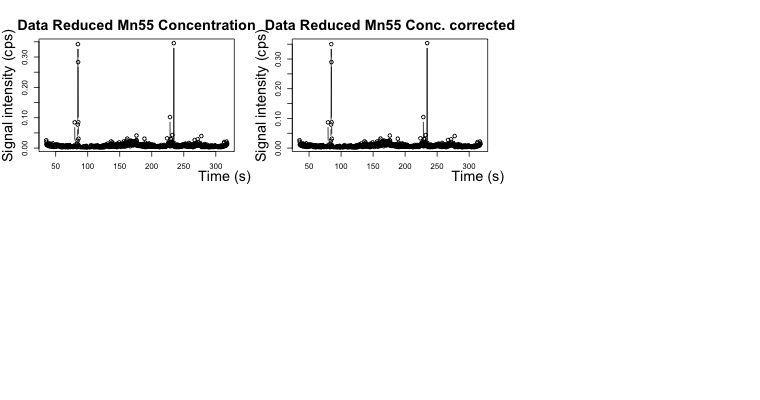 Data Reduced Mn55 Concentration
Signal intensity (cps)
0.00 0.10 0.20 0.30
50 100 150 200 250 300
Time (s)
Data Reduced Mn55 Conc. corrected
Signal intensity (cps)
0.00 0.10 0.20 0.30
50 100 150 200 250 300
Time (s)